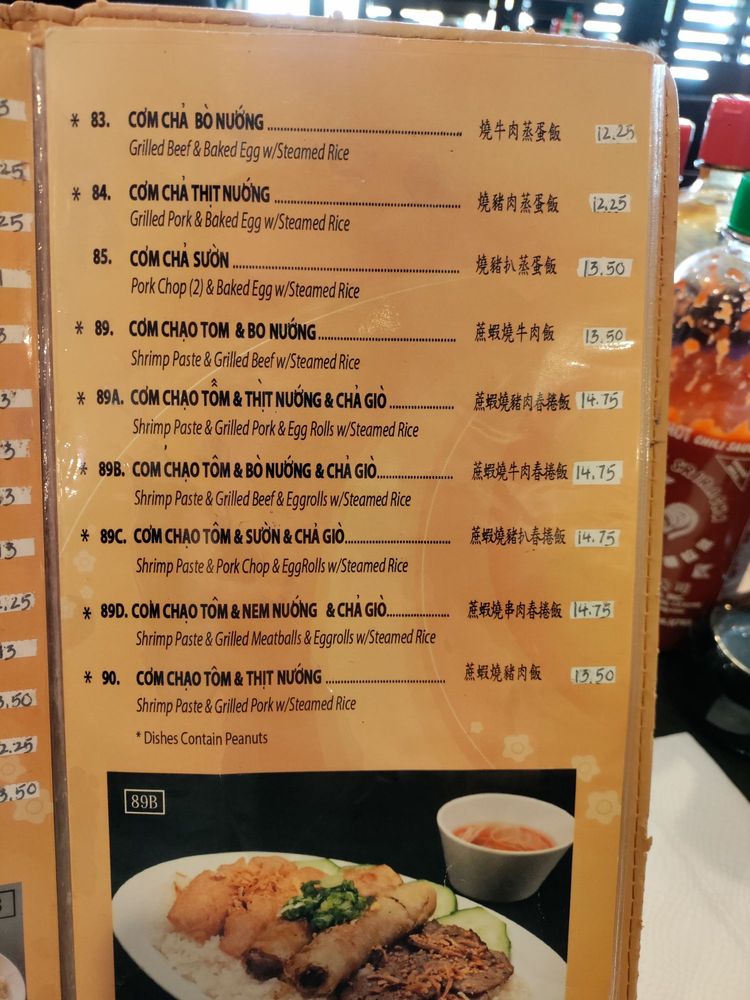 * 83. CƠM CHẢ BÒ NƯỚNG 燒牛肉蒸蛋飯 12.25
Grilled Beef & Baked Egg w/Steamed Rice
* 84. CƠM CHẢ THỊT NƯỚNG 燒豬肉蒸蛋飯 12.25
Grilled Pork & Baked Egg w/Steamed Rice
85. CƠM CHẢ SƯỜN 燒豬扒蒸蛋飯 13.50
Pork Chop (2) & Baked Egg w/Steamed Rice
* 89. CƠM CHẠO TOM & BO NƯỚNG 蔗蝦燒牛肉飯 13.50
Shrimp Paste & Grilled Beef w/Steamed Rice
* 89A. CƠM CHẠO TÔM & THỊT NƯỚNG & CHẢ GIÒ 蔗蝦燒豬肉春捲飯 14.75
Shrimp Paste & Grilled Pork & Egg Rolls w/Steamed Rice
* 89B. COM CHẠO TÔM & BÒ NƯỚNG & CHẢ GIÒ 蔗蝦燒牛肉春捲飯 14.75
Shrimp Paste & Grilled Beef & Eggrolls w/Steamed Rice
* 89C. CƠM CHẠO TÔM & SƯỜN & CHẢ GIÒ 蔗蝦燒豬扒春捲飯 14.75
Shrimp Paste & Pork Chop & EggRolls w/Steamed Rice
* 89D. COM CHẠO TÔM & NEM NUỐNG & CHẢ GIÒ 蔗蝦燒串肉春捲飯 14.75
Shrimp Paste & Grilled Meatballs & Eggrolls w/Steamed Rice
* 90. CƠM CHẠO TÔM & THỊT NƯỚNG 蔗蝦燒豬肉飯 13.50
Shrimp Paste & Grilled Pork w/Steamed Rice
* Dishes Contain Peanuts
89B